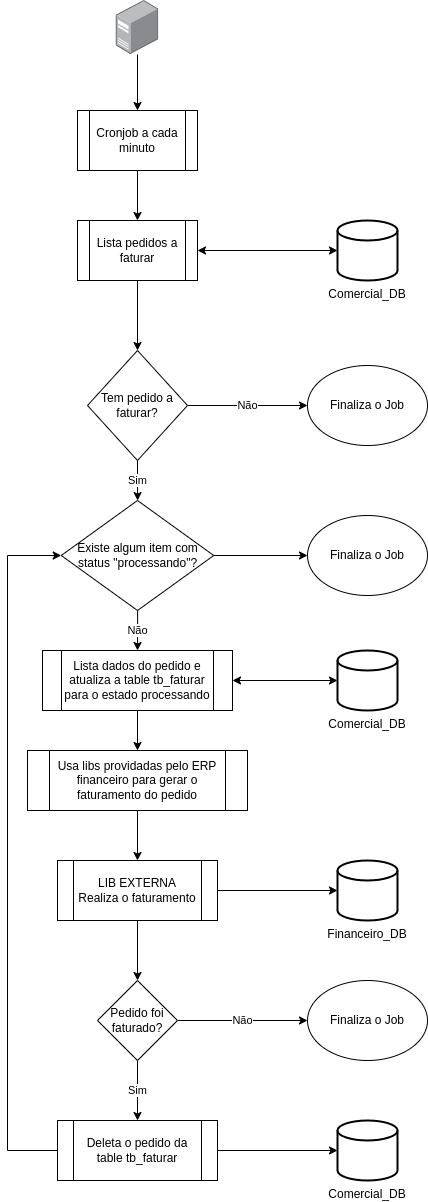 Cronjob a cada
minuto
Lista pedidos a
faturar
Comercial_DB
Tem pedido a
faturar?
Não
Finaliza o Job
Sim
Existe algum item com
status "processando"?
Finaliza o Job
Não
Lista dados do pedido e
atualiza a table tb_faturar
para o estado processando
Comercial_DB
Usa libs providadas pelo ERP
financeiro para gerar o
faturamento do pedido
LIB EXTERNA
Realiza o faturamento
Financeiro_DB
Pedido foi
faturado?
Não
Finaliza o Job
Sim
Deleta o pedido da
table tb_faturar
Comercial_DB